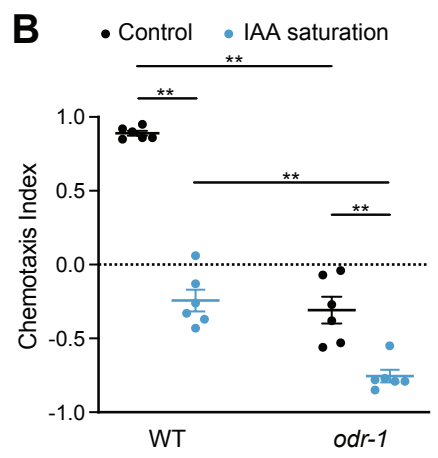 B
Control
IAA saturation
**
**
**
**
Chemotaxis Index
1.0
0.5
0.0
-0.5
-1.0
WT
odr-1